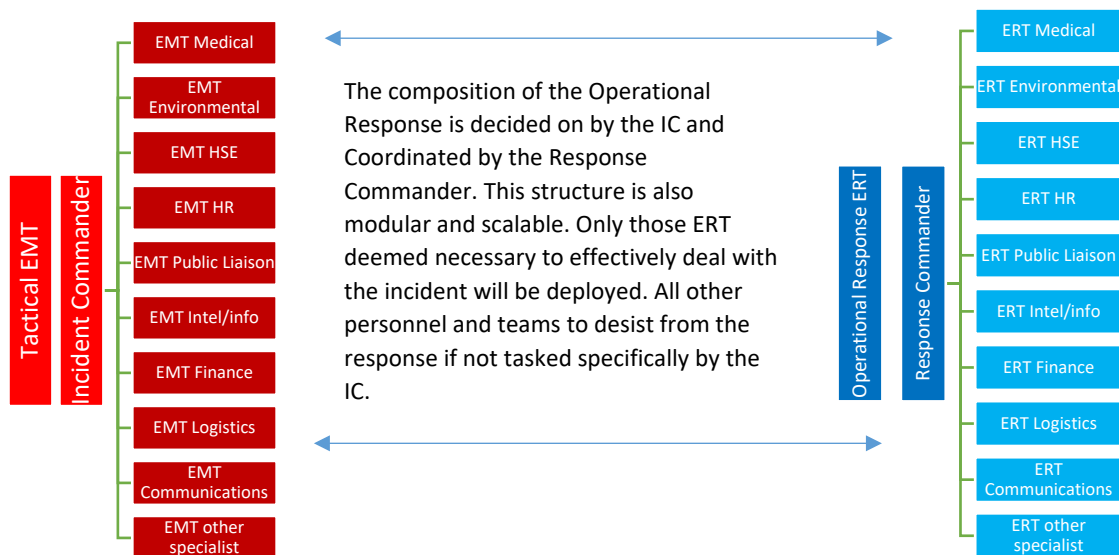 Tactical EMT
Incident Commander
EMT Medical
EMT
Environmental
EMT HSE
EMT HR
EMT Public Liaison
EMT Intel/info
EMT Finance
EMT Logistics
EMT
Communications
EMT other
specialist
The composition of the Operational
Response is decided on by the IC and
Coordinated by the Response
Commander. This structure is also
modular and scalable. Only those ERT
deemed necessary to effectively deal with
the incident will be deployed. All other
personnel and teams to desist from the
response if not tasked specifically by the
IC.
Operational Response ERT
Response Commander
ERT Medical
ERT Environmental
ERT HSE
ERT HR
ERT Public Liaison
ERT Intel/info
ERT Finance
ERT Logistics
ERT
Communications
ERT other
specialist